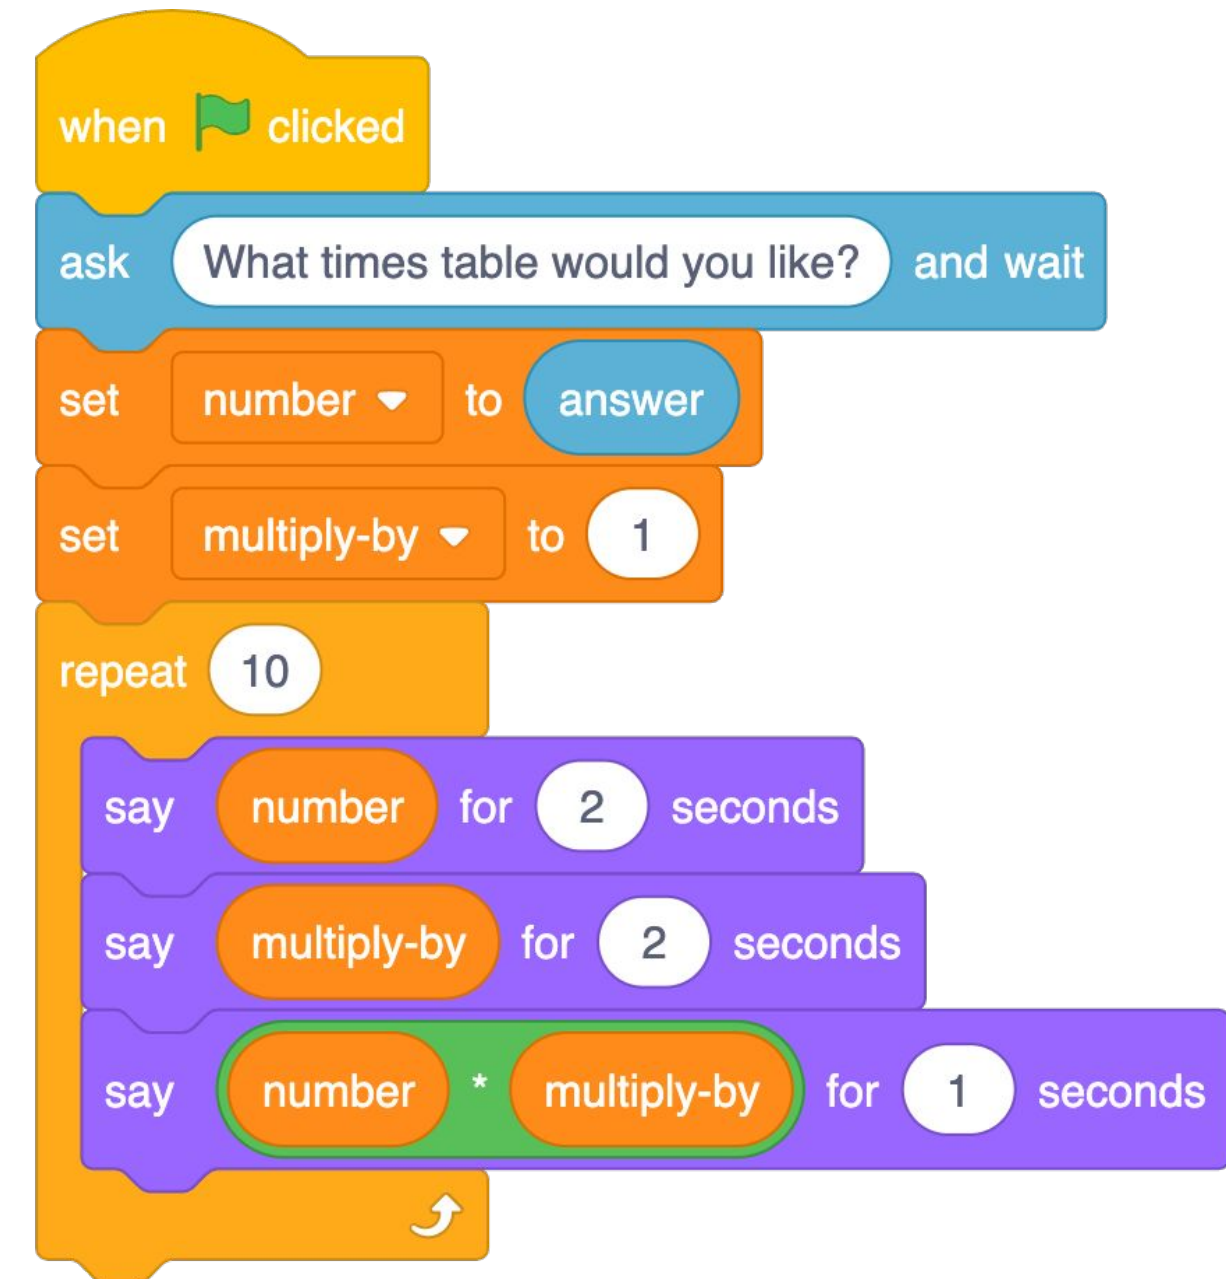 when clicked
ask What times table would you like? and wait
set number to answer
set multiply-by to 1
repeat 10
say number for 2 seconds
say multiply-by for 2 seconds
say number * multiply-by for 1 seconds